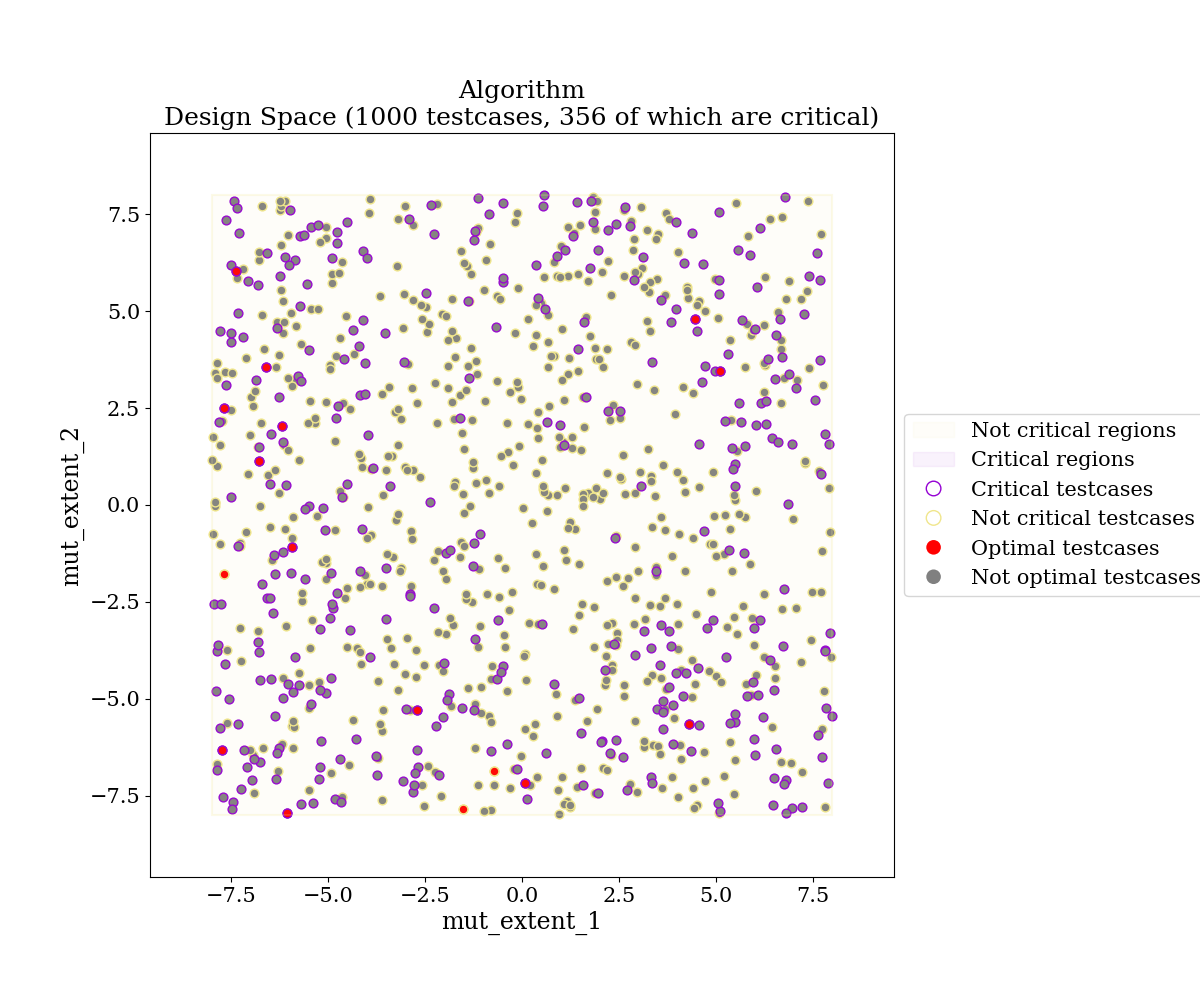 Algorithm
Design Space (1000 testcases, 356 of which are critical)
7.5
5.0
2.5
0.0
−2.5
−5.0
−7.5
mut_extent_2
−7.5
−5.0
−2.5
0.0
2.5
5.0
7.5
mut_extent_1
Not critical regions
Critical regions
Critical testcases
Not critical testcases
Optimal testcases
Not optimal testcases